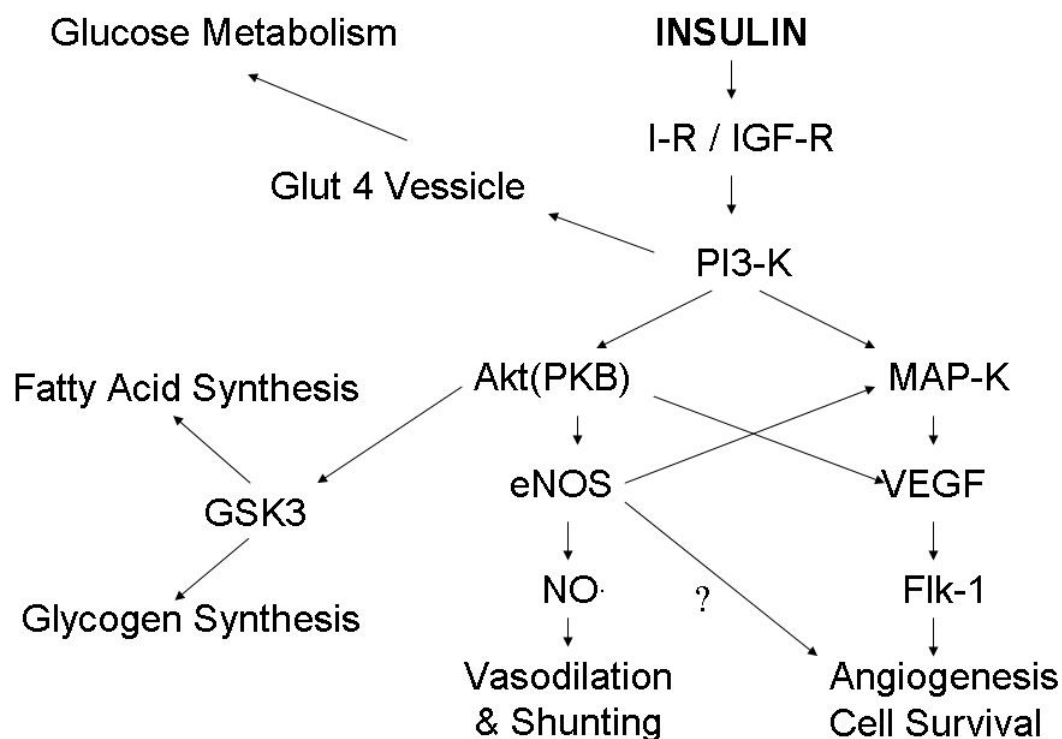 Glucose Metabolism
INSULIN
I-R / IGF-R
Glut 4 Vessicle
PI3-K
Fatty Acid Synthesis
Akt(PKB)
MAP-K
GSK3
eNOS
VEGF
Glycogen Synthesis
NO·
?
Flk-1
Vasodilation
& Shunting
Angiogenesis
Cell Survival